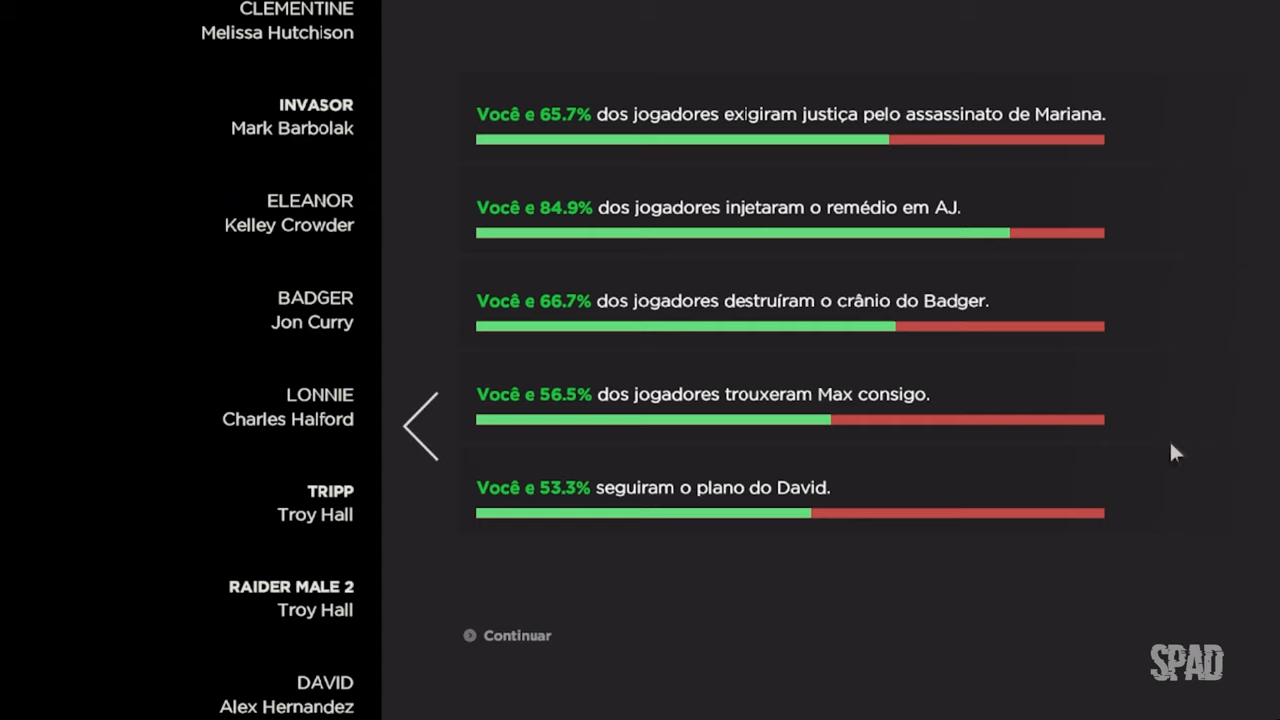 CLEMENTINE
Melissa Hutchison
INVASOR
Mark Barbolak
ELEANOR
Kelley Crowder
BADGER
Jon Curry
LONNIE
Charles Halford
TRIPP
Troy Hall
RAIDER MALE 2
Troy Hall
DAVID
Alex Hernandez
Você e 65.7% dos jogadores exigiram justiça pelo assassinato de Mariana.
Você e 84.9% dos jogadores injetaram o remédio em AJ.
Você e 66.7% dos jogadores destruíram o crânio do Badger.
Você e 56.5% dos jogadores trouxeram Max consigo.
Você e 53.3% seguiram o plano do David.
Continuar
SPAD